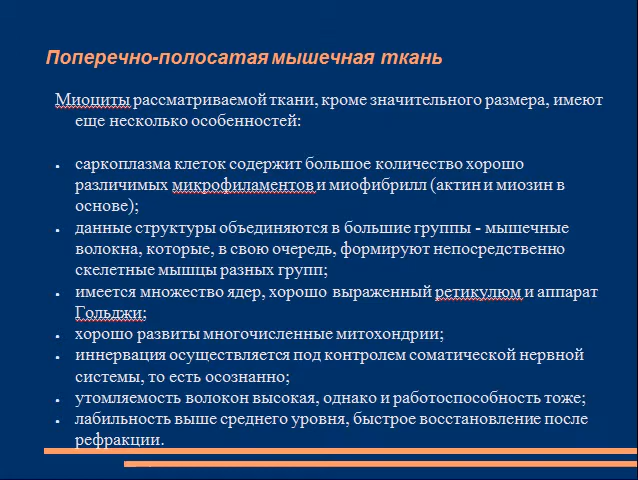 Поперечно-полосатая мышечная ткань
Миоциты рассматриваемой ткани, кроме значительного размера, имеют
еще несколько особенностей:
• саркоплазма клеток содержит большое количество хорошо
различимых микрофиламентов и миофибрилл (актин и миозин в
основе);
• данные структуры объединяются в большие группы - мышечные
волокна, которые, в свою очередь, формируют непосредственно
скелетные мышцы разных групп;
• имеется множество ядер, хорошо выраженный ретикулюм и аппарат
Гольджи;
• хорошо развиты многочисленные митохондрии;
• иннервация осуществляется под контролем соматической нервной
системы, то есть осознанно;
• утомляемость волокон высокая, однако и работоспособность тоже;
• лабильность выше среднего уровня, быстрое восстановление после
рефракции.